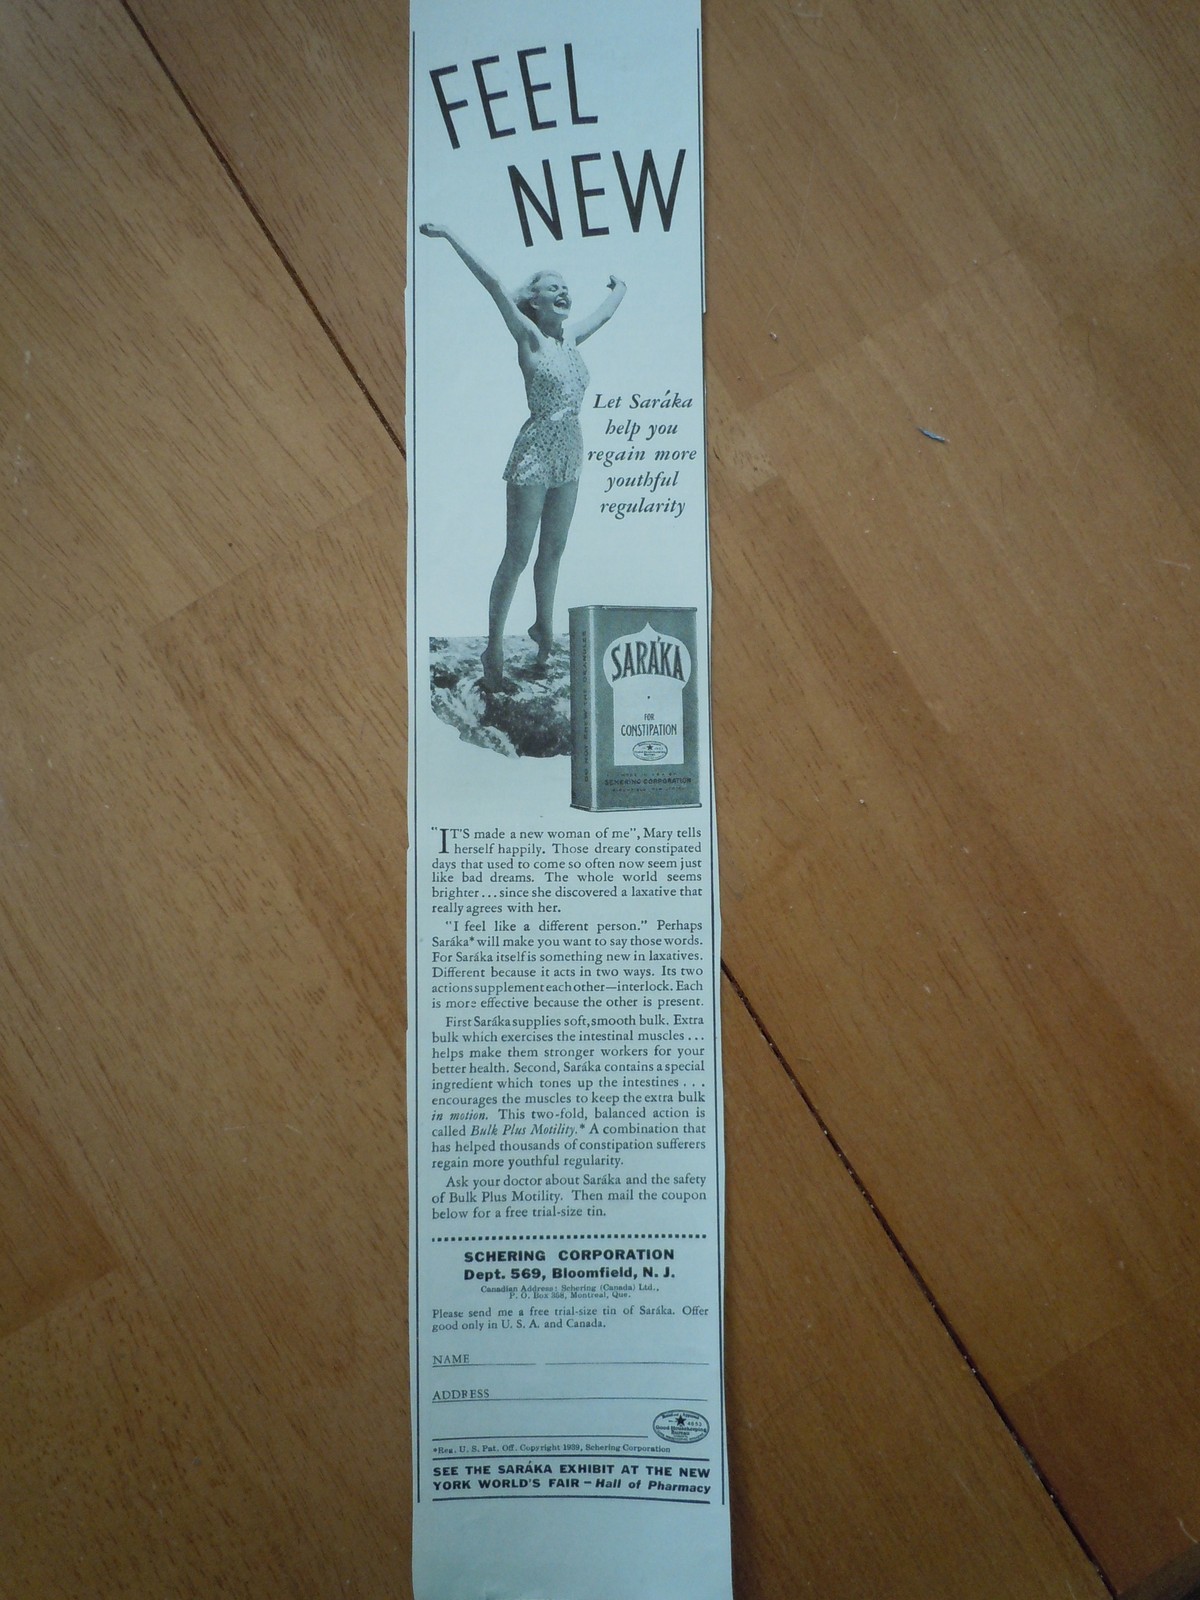 FEEL
NEW
Let Saráka
help you
regain more
youthful
regularity
SARÁKA
FOR
CONSTIPATION
SCHERING CORPORATION
"IT'S made a new woman of me", Mary tells
herself happily. Those dreary constipated
days that used to come so often now seem just
like bad dreams. The whole world seems
brighter . . . since she discovered a laxative that
really agrees with her.
"I feel like a different person." Perhaps
Saráka* will make you want to say those words.
For Saráka itself is something new in laxatives.
Different because it acts in two ways. Its two
actions supplement each other—interlock. Each
is more effective because the other is present.
First Saráka supplies soft, smooth bulk. Extra
bulk which exercises the intestinal muscles . . .
helps make them stronger workers for your
better health. Second, Saráka contains a special
ingredient which tones up the intestines . . .
encourages the muscles to keep the extra bulk
in motion. This two-fold, balanced action is
called Bulk Plus Motility.* A combination that
has helped thousands of constipation sufferers
regain more youthful regularity.
Ask your doctor about Saráka and the safety
of Bulk Plus Motility. Then mail the coupon
below for a free trial-size tin.
SCHERING CORPORATION
Dept. 569, Bloomfield, N. J.
Canadian Address: Schering (Canada) Ltd.,
P. O. Box 358, Montreal, Que.
Please send me a free trial-size tin of Saráka. Offer
good only in U. S. A. and Canada.
NAME
ADDRESS
Good Housekeeping
Bureau
*Reg. U. S. Pat. Off. Copyright 1939, Schering Corporation
SEE THE SARÁKA EXHIBIT AT THE NEW
YORK WORLD'S FAIR – Hall of Pharmacy